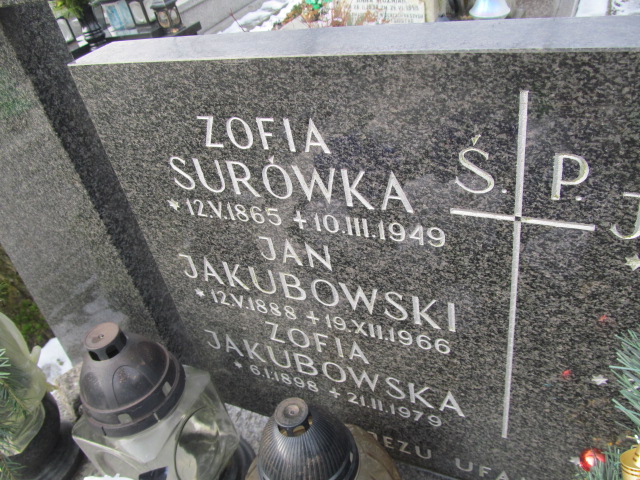 ZOFIA
SURÓWKA
* 12.V.1865 + 10.III.1949
JAN
JAKUBOWSKI
* 12.V.1888 + 19.XII.1966
ZOFIA
JAKUBOWSKA
* 6.I.1898 + 21.II.1979
Ś. P.